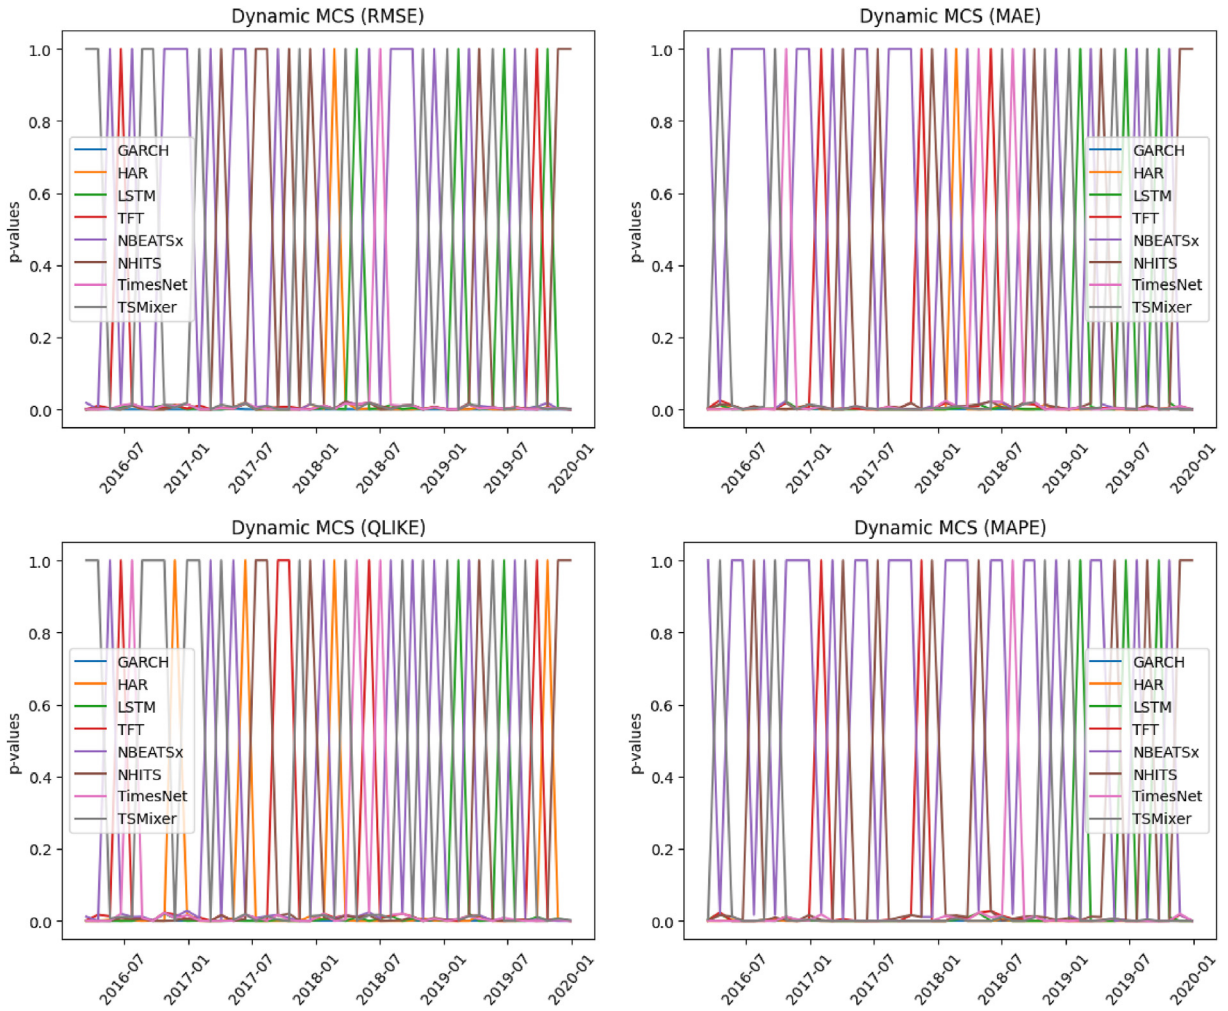 Dynamic MCS (RMSE)
1.0
0.8
0.6
0.4
0.2
0.0
p-values
GARCH
HAR
LSTM
TFT
NBEATSx
NHITS
TimesNet
TSMixer
2016-07
2017-01
2017-07
2018-01
2018-07
2019-01
2019-07
2020-01
Dynamic MCS (MAE)
1.0
0.8
0.6
0.4
0.2
0.0
p-values
GARCH
HAR
LSTM
TFT
NBEATSx
NHITS
TimesNet
TSMixer
2016-07
2017-01
2017-07
2018-01
2018-07
2019-01
2019-07
2020-01
Dynamic MCS (QLIKE)
1.0
0.8
0.6
0.4
0.2
0.0
p-values
GARCH
HAR
LSTM
TFT
NBEATSx
NHITS
TimesNet
TSMixer
2016-07
2017-01
2017-07
2018-01
2018-07
2019-01
2019-07
2020-01
Dynamic MCS (MAPE)
1.0
0.8
0.6
0.4
0.2
0.0
p-values
GARCH
HAR
LSTM
TFT
NBEATSx
NHITS
TimesNet
TSMixer
2016-07
2017-01
2017-07
2018-01
2018-07
2019-01
2019-07
2020-01